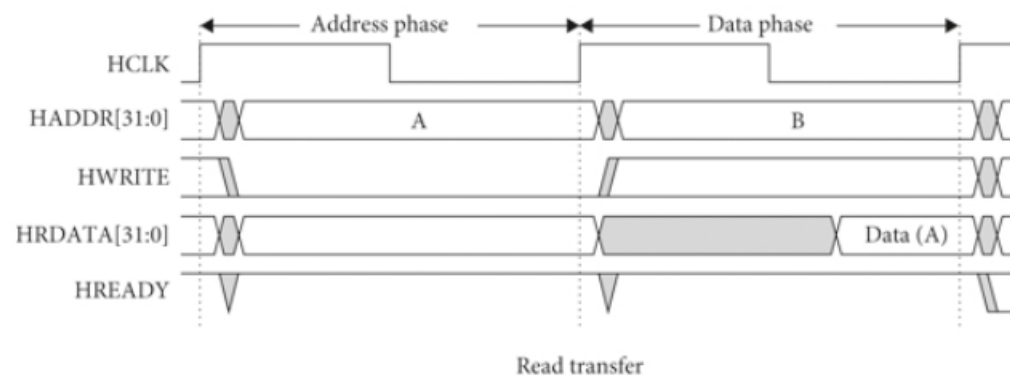 Address phase Data phase
HCLK
HADDR[31:0] A B
HWRITE
HRDATA[31:0] Data (A)
HREADY
Read transfer